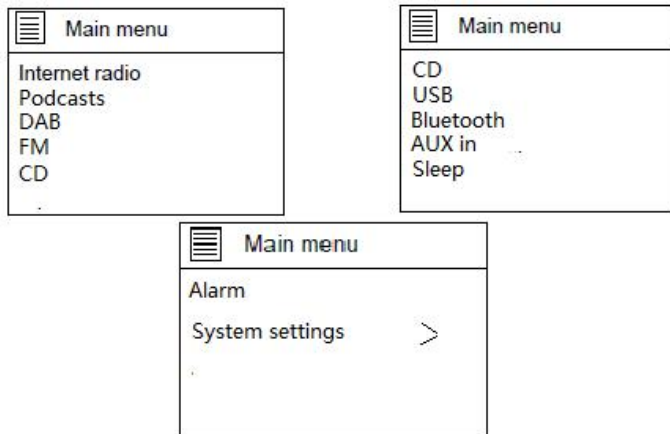 Main menu
Internet radio
Podcasts
DAB
FM
CD
Main menu
CD
USB
Bluetooth
AUX in
Sleep
Main menu
Alarm
System settings >